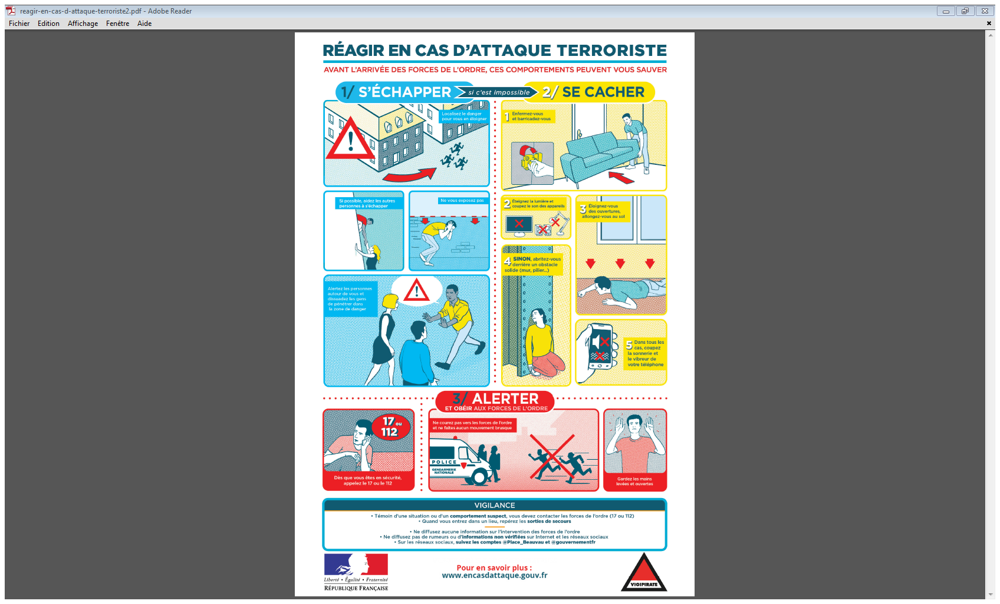 reagir-en-cas-d-attaque-terroriste2.pdf - Adobe Reader
Fichier Edition Affichage Fenêtre Aide
RÉAGIR EN CAS D'ATTAQUE TERRORISTE
AVANT L'ARRIVÉE DES FORCES DE L'ORDRE, CES COMPORTEMENTS PEUVENT VOUS SAUVER
1/ S'ÉCHAPPER
si c'est impossible
2/ SE CACHER
Localisez le danger
pour vous en éloigner
!
Si possible, aidez les autres
personnes à s'échapper
Ne vous exposez pas
Alertez les personnes
autour de vous et
dissuadez les gens
de pénétrer dans
la zone de danger
!
1 Enfermez-vous
et barricadez-vous
2 Éteignez la lumière et
coupez le son des appareils
3 Éloignez-vous
des ouvertures,
allongez-vous au sol
4 SINON, abritez-vous
derrière un obstacle
solide (mur, pilier...)
5 Dans tous les
cas, coupez
la sonnerie et
le vibreur de
votre téléphone
3/ ALERTER
ET OBÉIR AUX FORCES DE L'ORDRE
17 ou
112
Dès que vous êtes en sécurité,
appelez le 17 ou le 112
Ne courez pas vers les forces de l'ordre
et ne faites aucun mouvement brusque
POLICE
GENDARMERIE
NATIONALE
Gardez les mains
levées et ouvertes
VIGILANCE
• Témoin d'une situation ou d'un comportement suspect, vous devez contacter les forces de l'ordre (17 ou 112)
• Quand vous entrez dans un lieu, repérez les sorties de secours
• Ne diffusez aucune information sur l'intervention des forces de l'ordre
• Ne diffusez pas de rumeurs ou d'informations non vérifiées sur Internet et les réseaux sociaux
• Sur les réseaux sociaux, suivez les comptes @Place_Beauvau et @gouvernementfr
Liberté • Égalité • Fraternité
RÉPUBLIQUE FRANÇAISE
Pour en savoir plus :
www.encasdattaque.gouv.fr
VIGIPIRATE